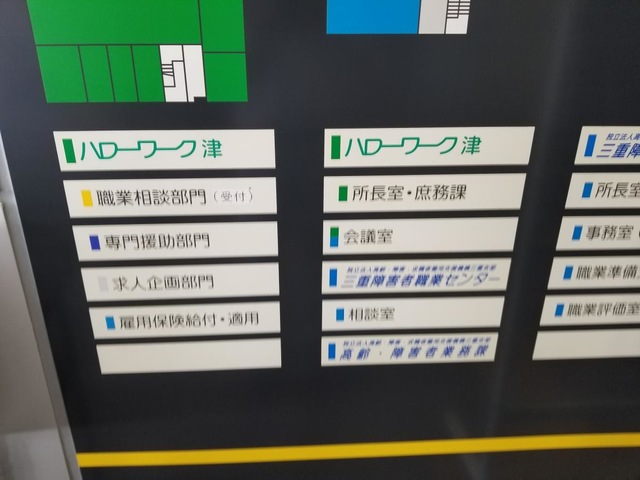 ハローワーク津
職業相談部門(受付)
専門援助部門
求人企画部門
雇用保険給付・適用
ハローワーク津
所長室・庶務課
会議室
三重障害者職業センター
相談室
高齢・障害者業務課
三重障
所長室
事務室
職業準備
職業評価室